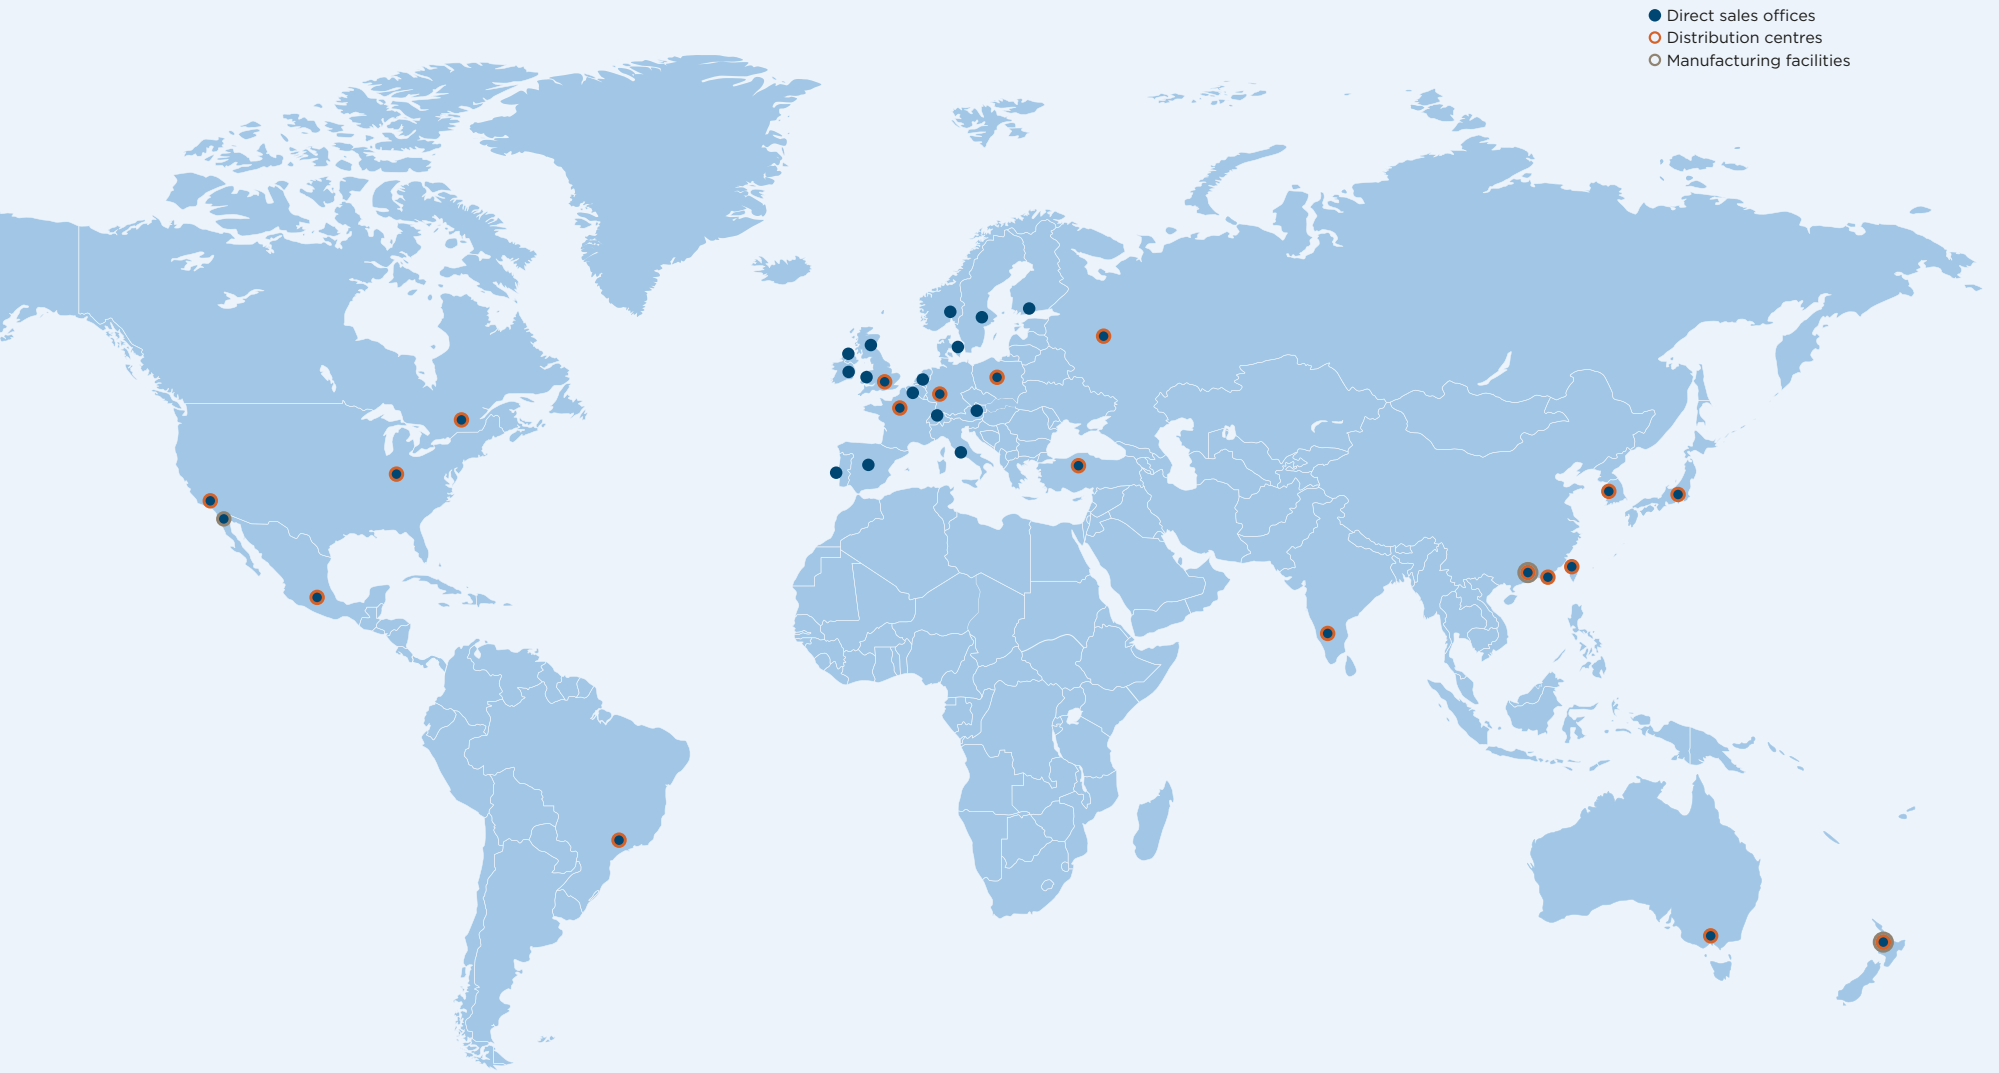 Direct sales offices
Distribution centres
Manufacturing facilities